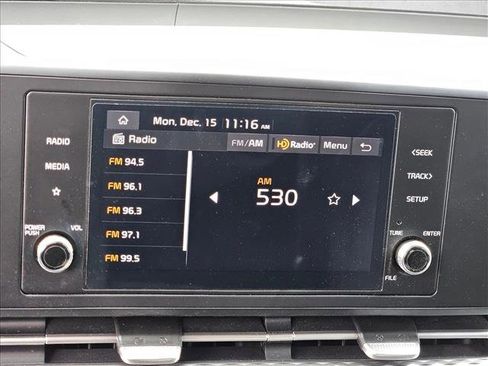 Mon, Dec. 15 11:16 AM
Radio FM/AM HD Radio Menu
FM 94.5
FM 96.1
FM 96.3
FM 97.1
FM 99.5
AM
530
RADIO
MEDIA
POWER PUSH VOL
<SEEK
TRACK>
SETUP
TUNE ENTER
FILE